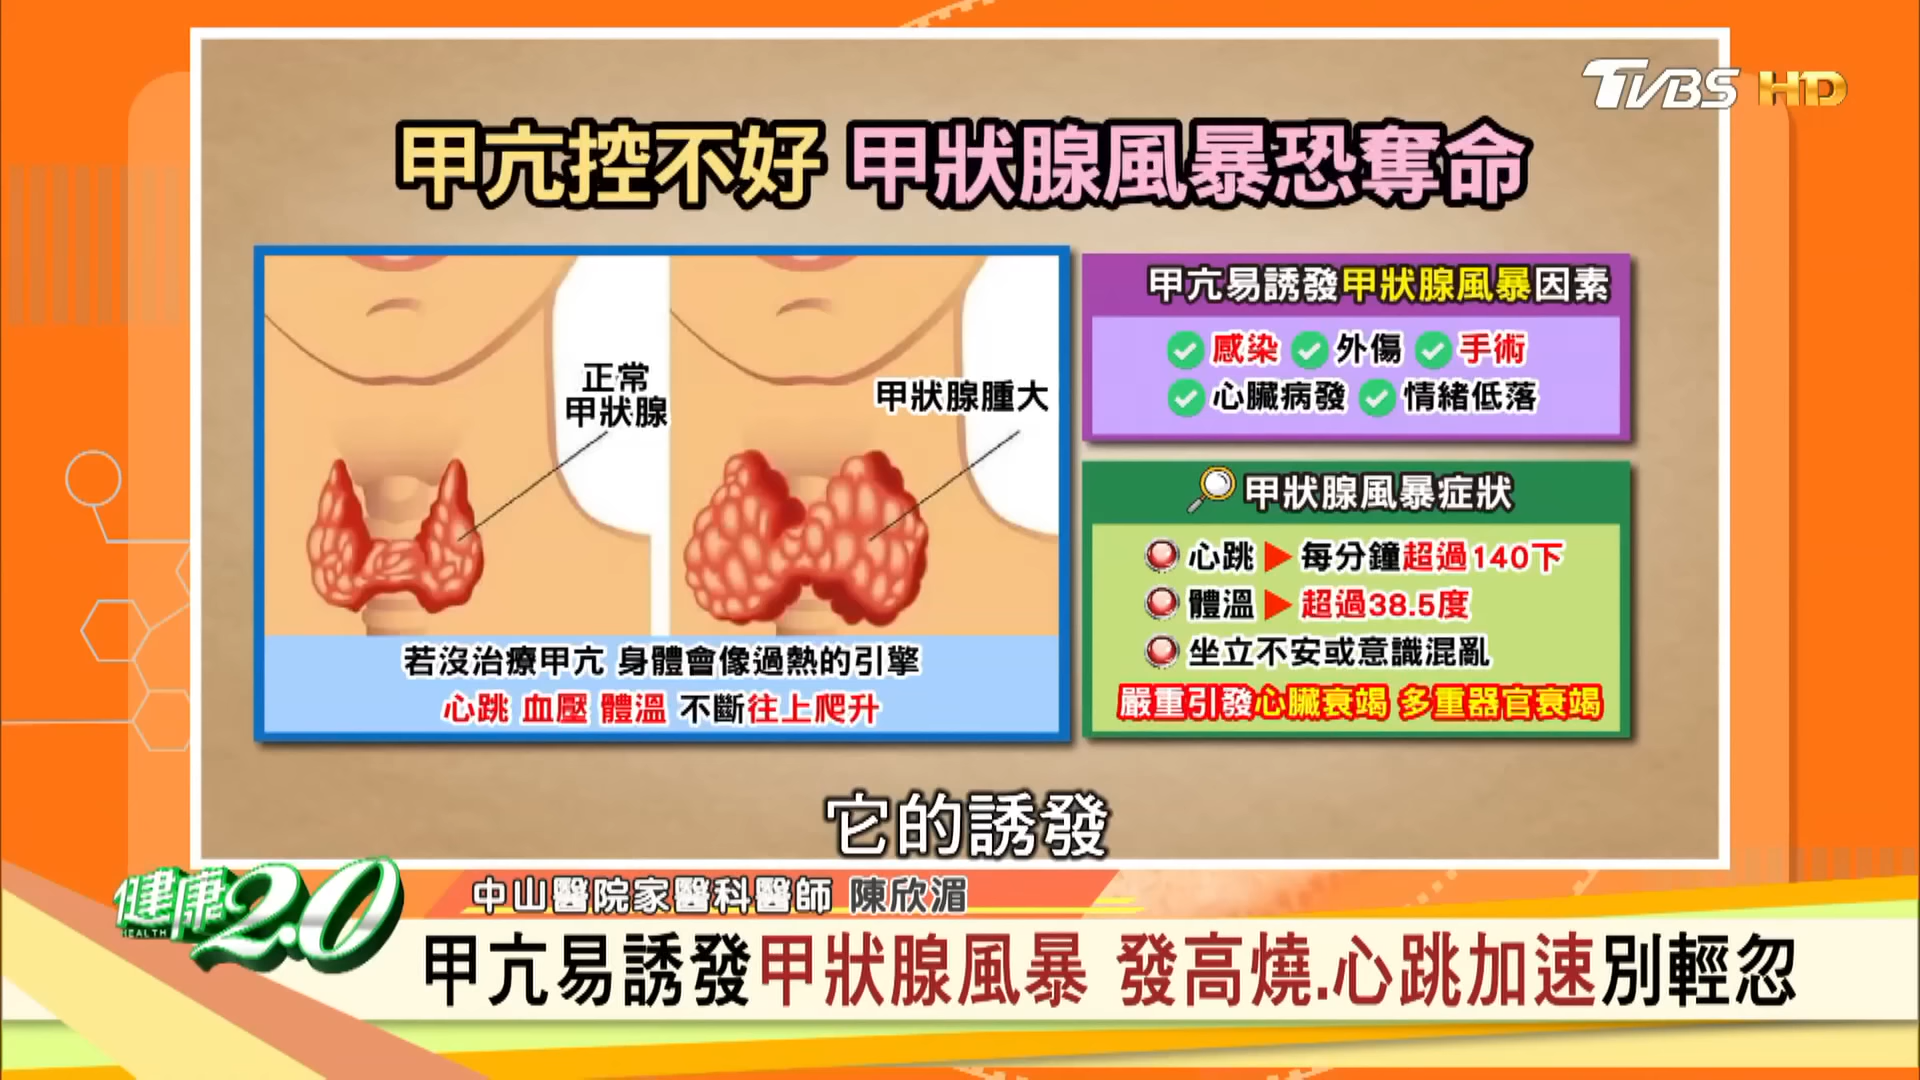 TVBS HD
甲亢控不好 甲狀腺風暴恐奪命
正常
甲狀腺
甲狀腺腫大
若沒治療甲亢 身體會像過熱的引擎
心跳 血壓 體溫 不斷往上爬升
甲亢易誘發甲狀腺風暴因素
感染 外傷 手術
心臟病發 情緒低落
甲狀腺風暴症狀
心跳 每分鐘超過140下
體溫 超過38.5度
坐立不安或意識混亂
嚴重引發心臟衰竭 多重器官衰竭
它的誘發
健康2.0
HEALTH
中山醫院家醫科醫師 陳欣湄
甲亢易誘發甲狀腺風暴 發高燒.心跳加速別輕忽